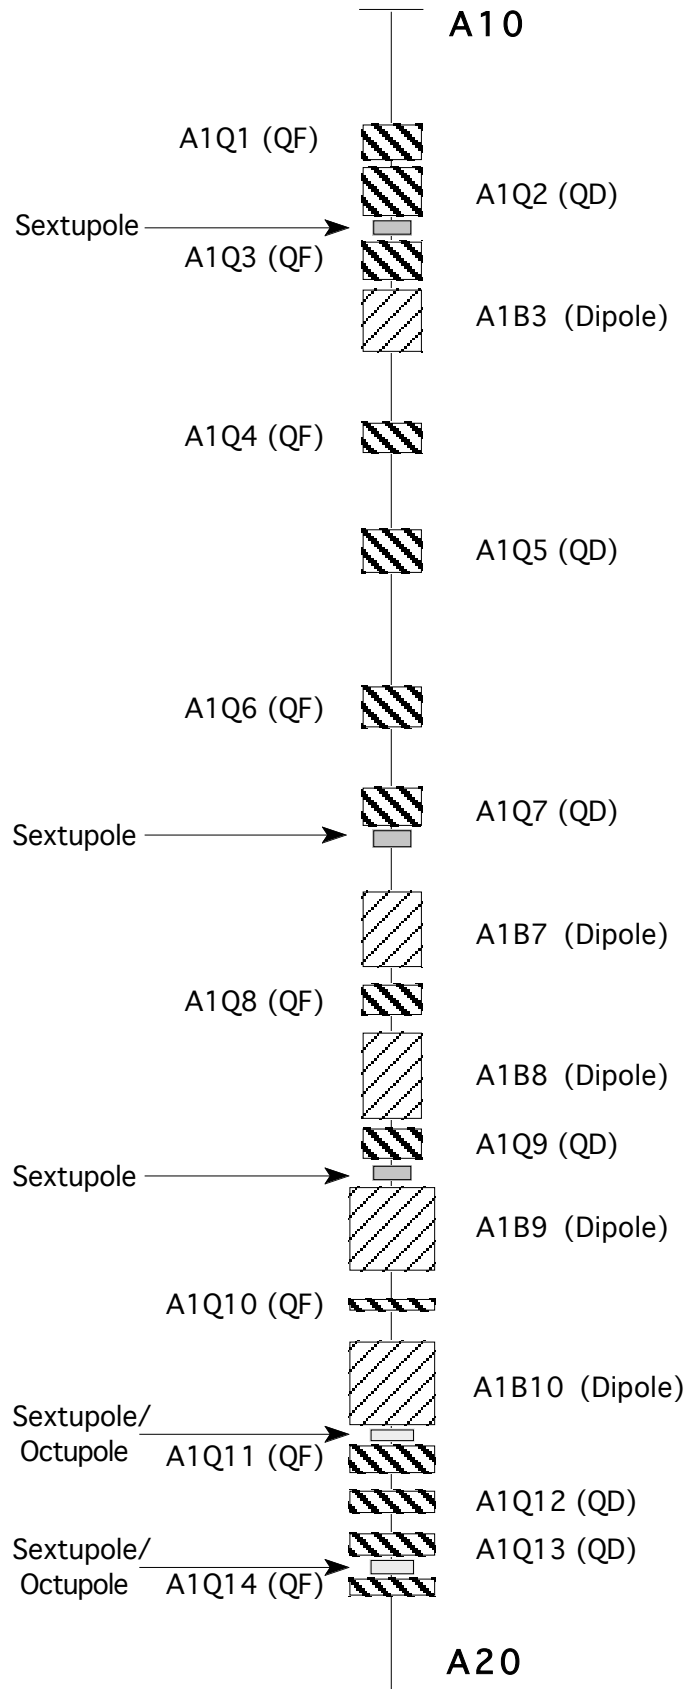 A10
A1Q1 (QF)
A1Q2 (QD)
Sextupole
A1Q3 (QF)
A1B3 (Dipole)
A1Q4 (QF)
A1Q5 (QD)
A1Q6 (QF)
A1Q7 (QD)
Sextupole
A1B7 (Dipole)
A1Q8 (QF)
A1B8 (Dipole)
A1Q9 (QD)
Sextupole
A1B9 (Dipole)
A1Q10 (QF)
A1B10 (Dipole)
Sextupole/
Octupole
A1Q11 (QF)
A1Q12 (QD)
A1Q13 (QD)
Sextupole/
Octupole
A1Q14 (QF)
A20